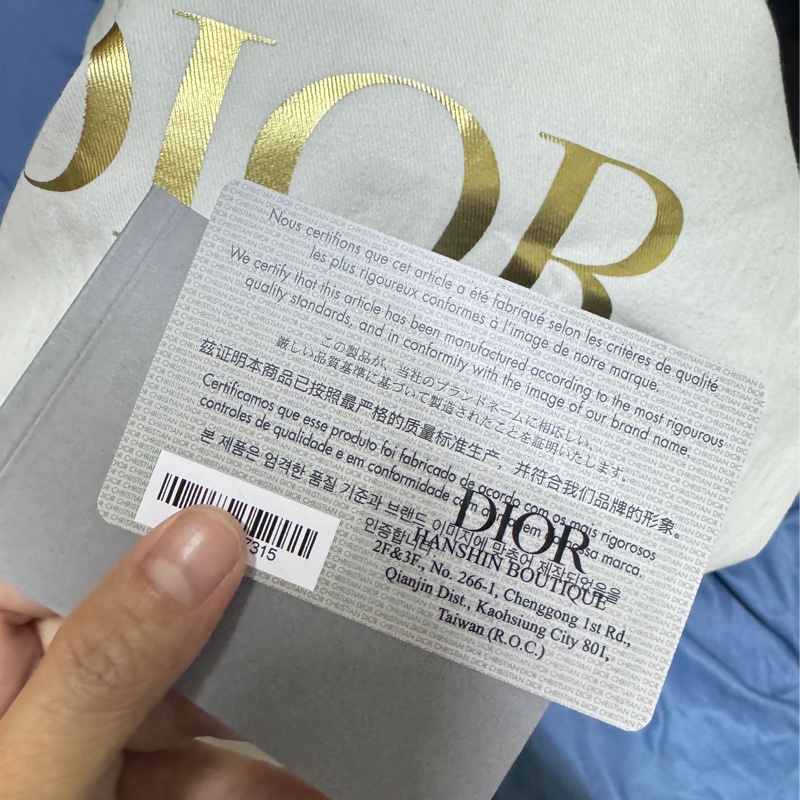 DIOR
Nous certifions que cet article a été fabriqué selon les critères de qualité
les plus rigoureux conformes à l'image de notre marque.
We certify that this article has been manufactured according to the most rigourous
quality standards, and in conformity with the image of our brand name.
この製品が、当社のブランドネームに相応しい、
厳しい品質基準に基づいて製造されたことを証明いたします。
兹证明本商品已按照最严格的质量标准生产，并符合我们品牌的形象。
Certificamos que esse produto foi fabricado de acordo com os mais rigorosos
controles de qualidade e em conformidade com a imagem de nossa marca.
본 제품은 엄격한 품질 기준과 브랜드 이미지에 맞추어 제작되었음을
인증합니다
7315
DIOR
HANSHIN BOUTIQUE
2F&3F, No. 266-1, Chenggong 1st Rd.,
Qianjin Dist., Kaohsiung City 801,
Taiwan (R.O.C.)